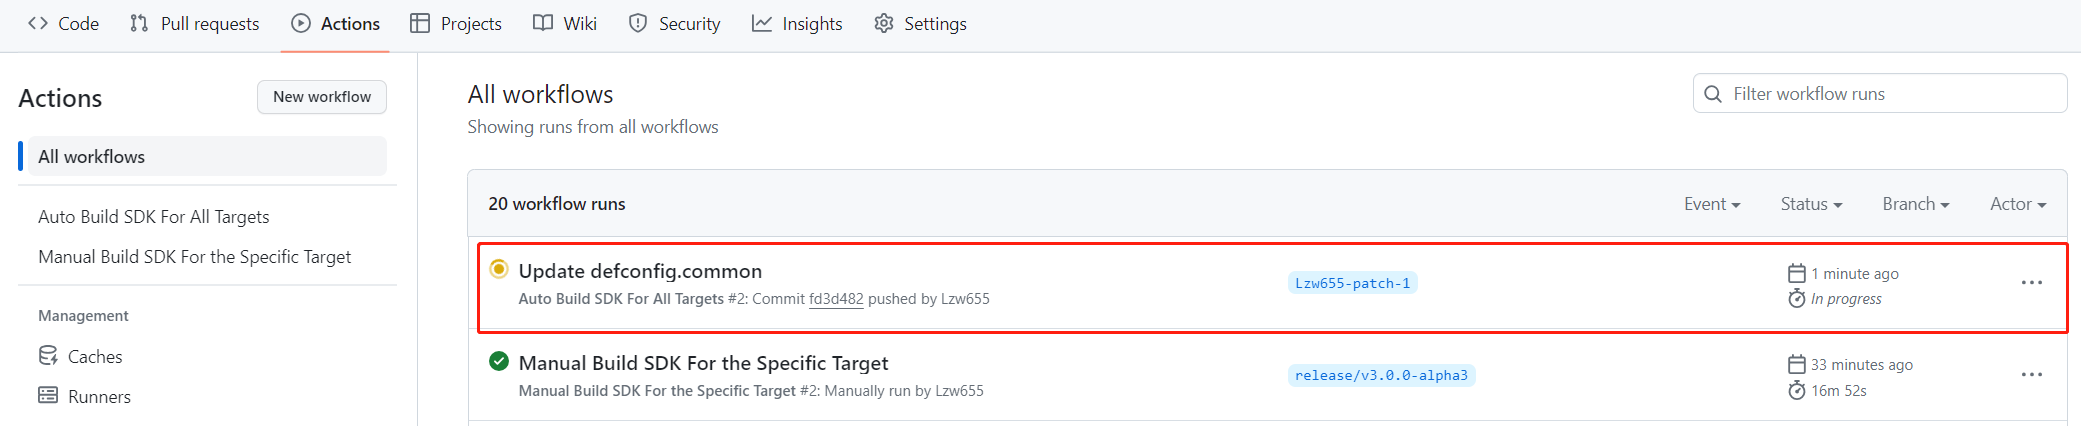 Code Pull requests Actions Projects Wiki Security Insights Settings
Actions
New workflow
All workflows
Auto Build SDK For All Targets
Manual Build SDK For the Specific Target
Management
Caches
Runners
All workflows
Showing runs from all workflows
Filter workflow runs
20 workflow runs
Event Status Branch Actor
Update defconfig.common
Auto Build SDK For All Targets #2: Commit fd3d482 pushed by Lzw655
Lzw655-patch-1
1 minute ago
In progress
Manual Build SDK For the Specific Target
Manual Build SDK For the Specific Target #2: Manually run by Lzw655
release/v3.0.0-alpha3
33 minutes ago
16m 52s